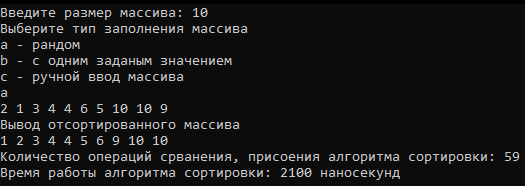 Введите размер массива: 10
Выберите тип заполнения массива
a - рандом
b - с одним заданым значением
c - ручной ввод массива
a
2 1 3 4 4 6 5 10 10 9
Вывод отсортированного массива
1 2 3 4 4 5 6 9 10 10
Количество операций срванения, присоения алгоритма сортировки: 59
Время работы алгоритма сортировки: 2100 наносекунд